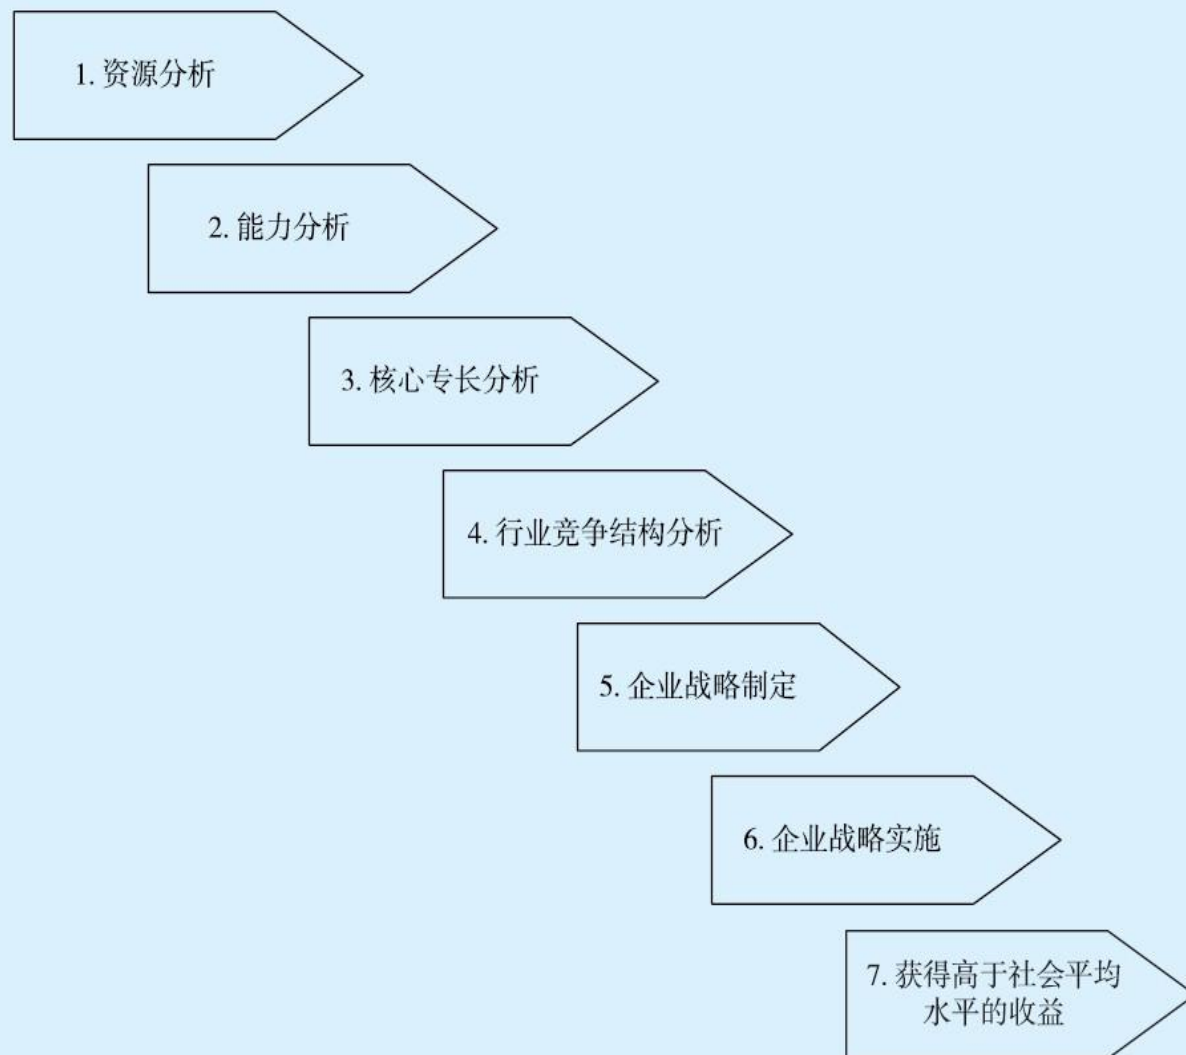 1. 资源分析
2. 能力分析
3. 核心专长分析
4. 行业竞争结构分析
5. 企业战略制定
6. 企业战略实施
7. 获得高于社会平均
水平的收益